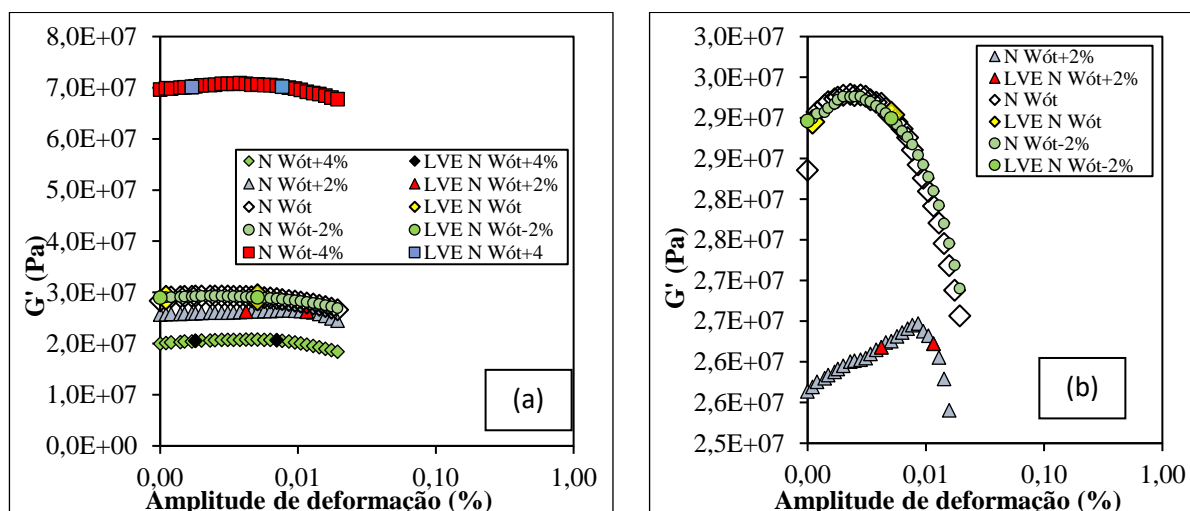 8,0E+07
7,0E+07
6,0E+07
5,0E+07
4,0E+07
3,0E+07
2,0E+07
1,0E+07
0,0E+00
G' (Pa)
N Wót+4% LVE N Wót+4%
N Wót+2% LVE N Wót+2%
N Wót LVE N Wót
N Wót-2% LVE N Wót-2%
N Wót-4% LVE N Wót+4
(a)
0,00 0,01 0,10 1,00
Amplitude de deformação (%)
3,0E+07
3,0E+07
2,9E+07
2,9E+07
2,8E+07
2,8E+07
2,7E+07
2,7E+07
2,6E+07
2,6E+07
2,5E+07
G' (Pa)
N Wót+2%
LVE N Wót+2%
N Wót
LVE N Wót
N Wót-2%
LVE N Wót-2%
(b)
0,00 0,01 0,10 1,00
Amplitude de deformação (%)